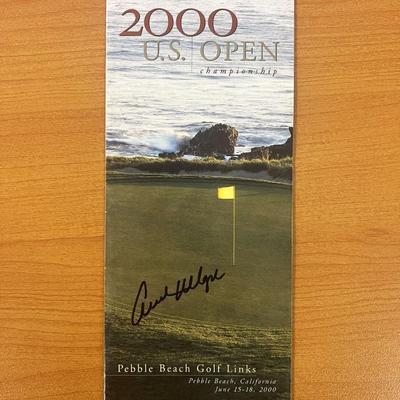 2000
U.S. OPEN
championship
Pebble Beach Golf Links
Pebble Beach, California
June 15-18, 2000